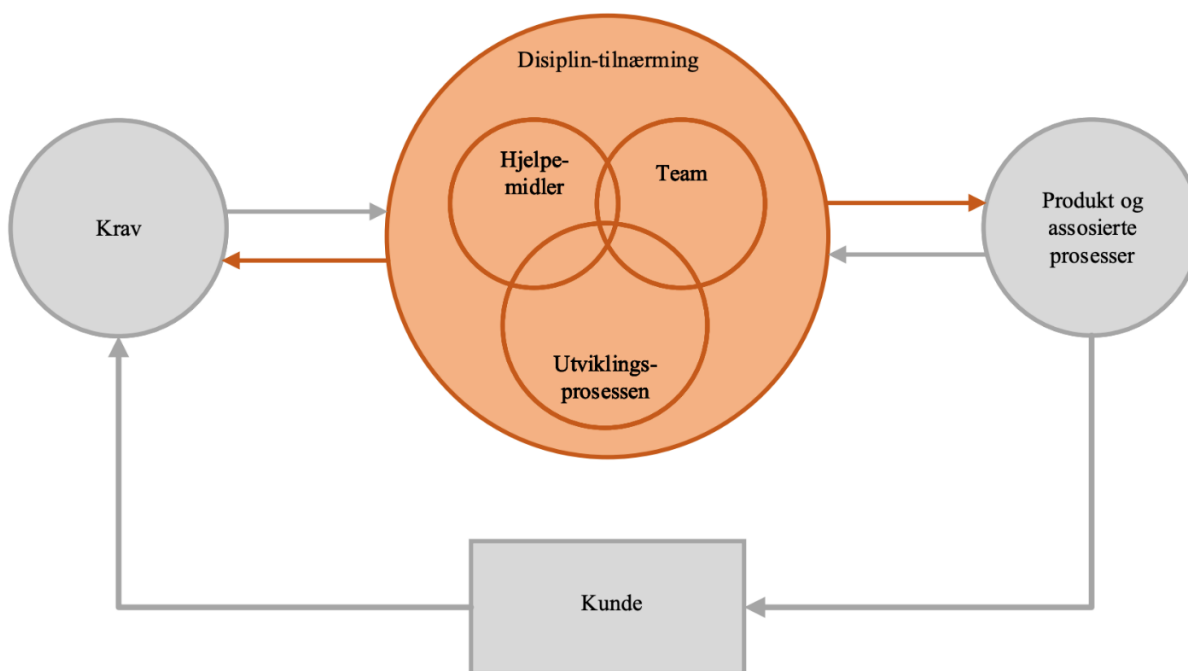 Disiplin-tilnærming
Hjelpe-
midler
Team
Krav
Produkt og
assosierte
prosesser
Utviklings-
prosessen
Kunde